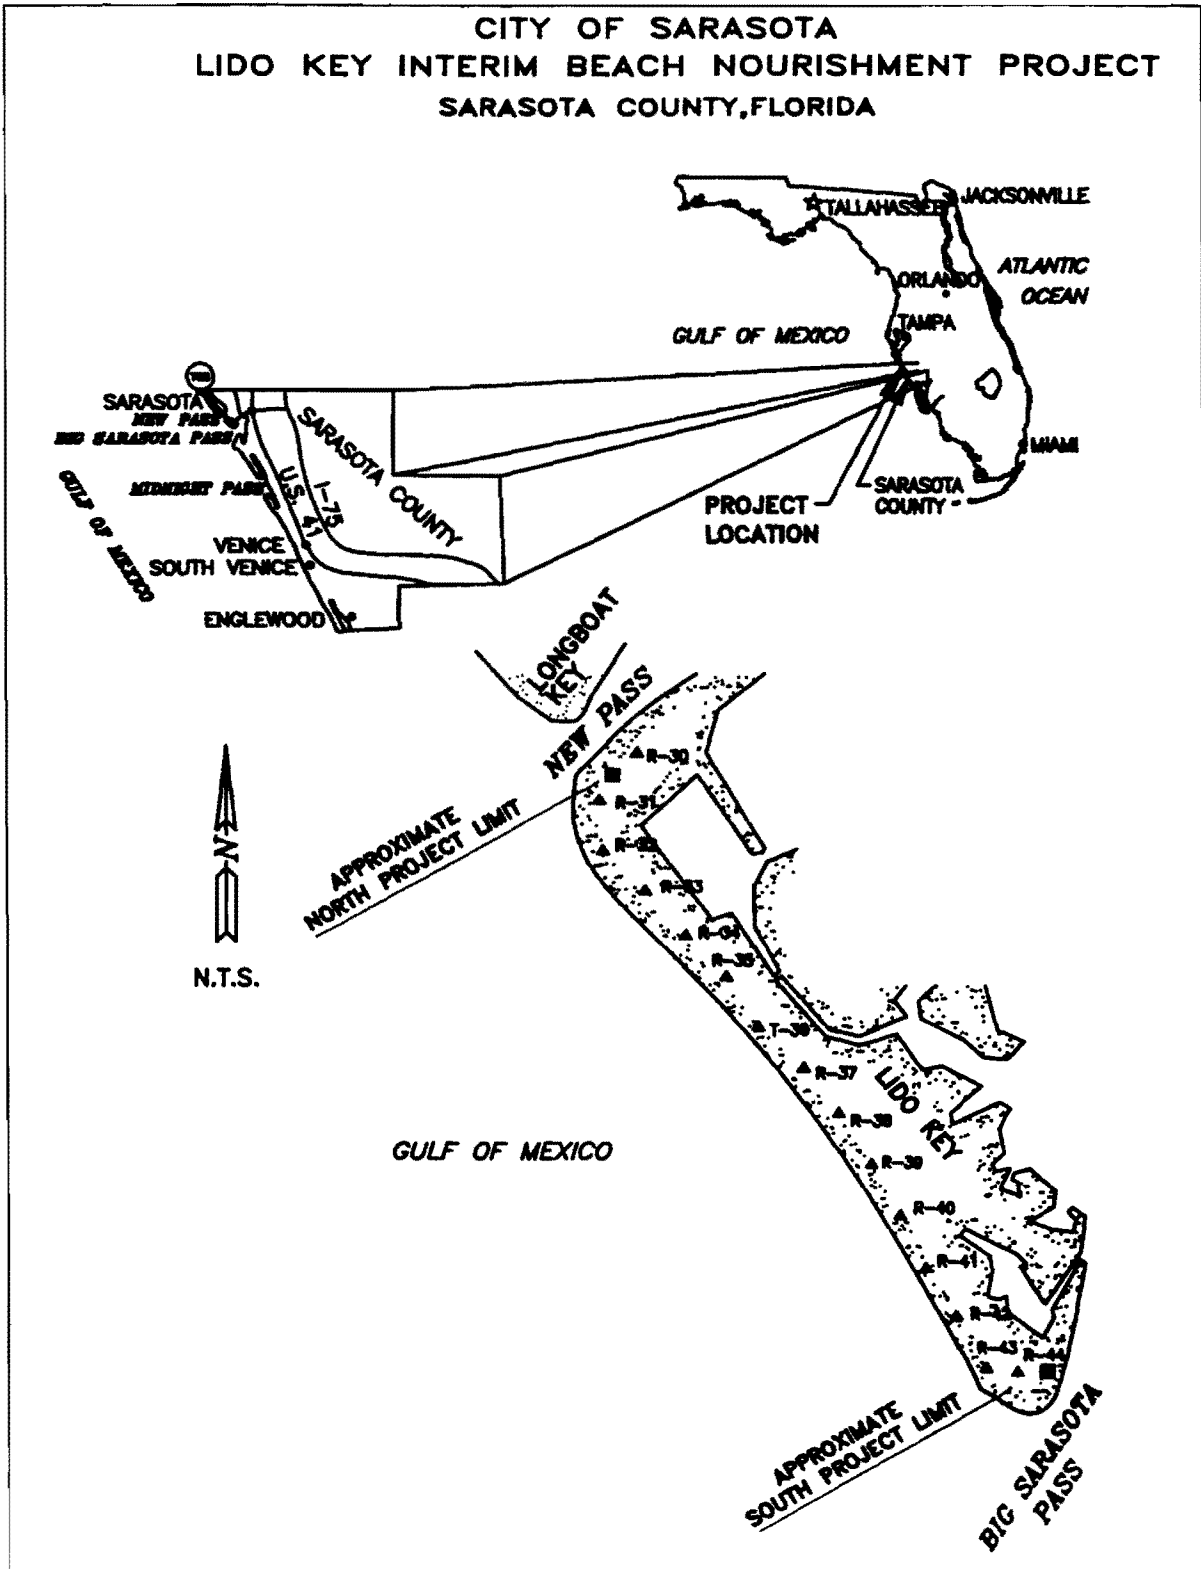 CITY OF SARASOTA
LIDO KEY INTERIM BEACH NOURISHMENT PROJECT
SARASOTA COUNTY, FLORIDA
TALLAHASSEE
JACKSONVILLE
ATLANTIC
OCEAN
ORLANDO
TAMPA
GULF OF MEXICO
MIAMI
SARASOTA
COUNTY
PROJECT
LOCATION
SARASOTA
NEW PASS
BIG SARASOTA PASS
MIDNIGHT PASS
GULF OF MEXICO
SARASOTA COUNTY
I-75
U.S. 41
VENICE
SOUTH VENICE
ENGLEWOOD
LONGBOAT
KEY
NEW PASS
R-30
R-31
R-32
R-33
R-34
R-35
T-36
R-37
R-38
R-39
R-40
R-41
R-42
R-43
R-44
APPROXIMATE
NORTH PROJECT LIMIT
N
N.T.S.
LIDO KEY
GULF OF MEXICO
APPROXIMATE
SOUTH PROJECT LIMIT
BIG SARASOTA
PASS